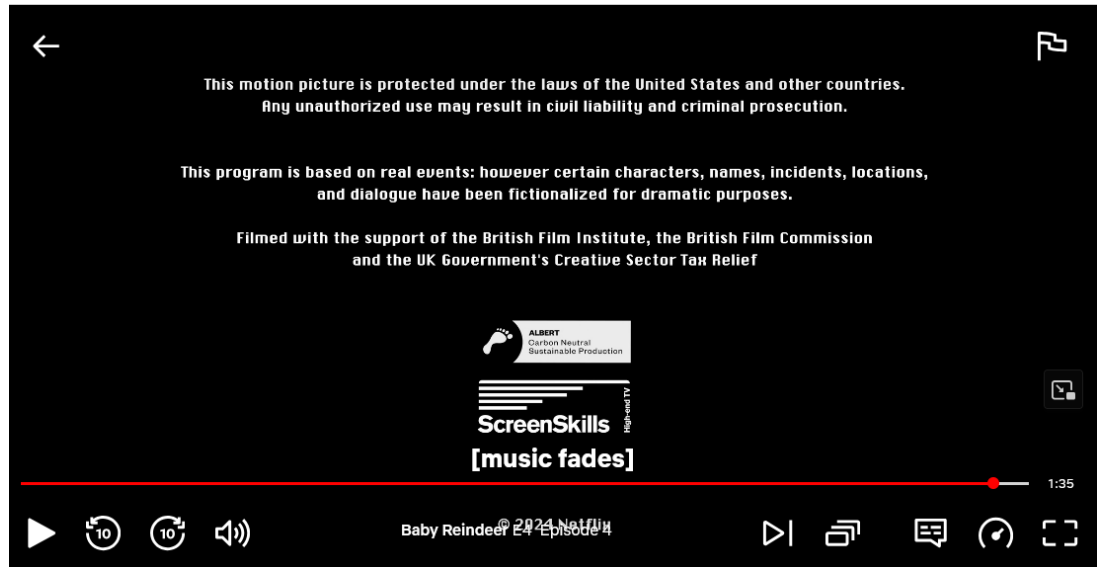 This motion picture is protected under the laws of the United States and other countries.
Any unauthorized use may result in civil liability and criminal prosecution.
This program is based on real events: however certain characters, names, incidents, locations,
and dialogue have been fictionalized for dramatic purposes.
Filmed with the support of the British Film Institute, the British Film Commission
and the UK Government's Creative Sector Tax Relief
ALBERT
Carbon Neutral
Sustainable Production
ScreenSkills
High-end TV
[music fades]
1:35
10
10
Baby Reindeer E4 Episode 4
© 2024 Netflix